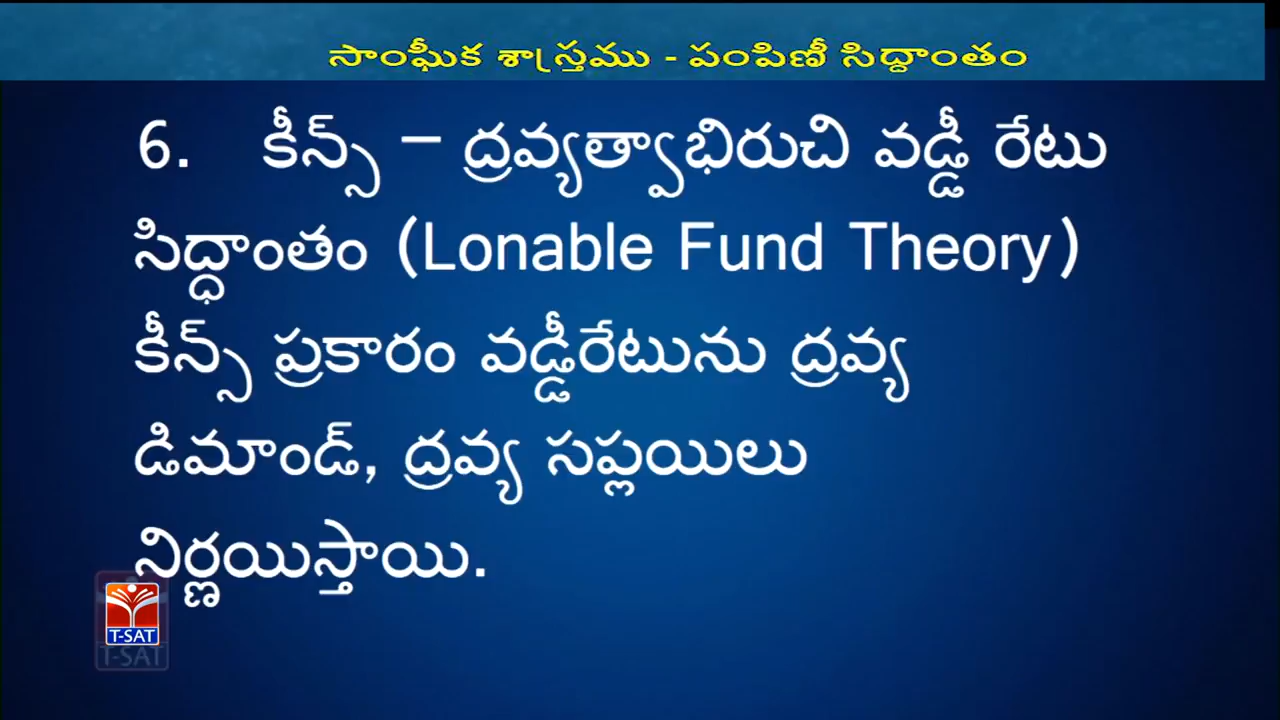 సాంఘీక శాస్త్రము - పంపిణీ సిద్దాంతం
6. కీన్స్ – ద్రవ్యత్వాభిరుచి వడ్డీ రేటు
సిద్ధాంతం (Lonable Fund Theory)
కీన్స్ ప్రకారం వడ్డీరేటును ద్రవ్య
డిమాండ్, ద్రవ్య సప్లయిలు
నిర్ణయిస్తాయి.
T-SAT
T-SAT